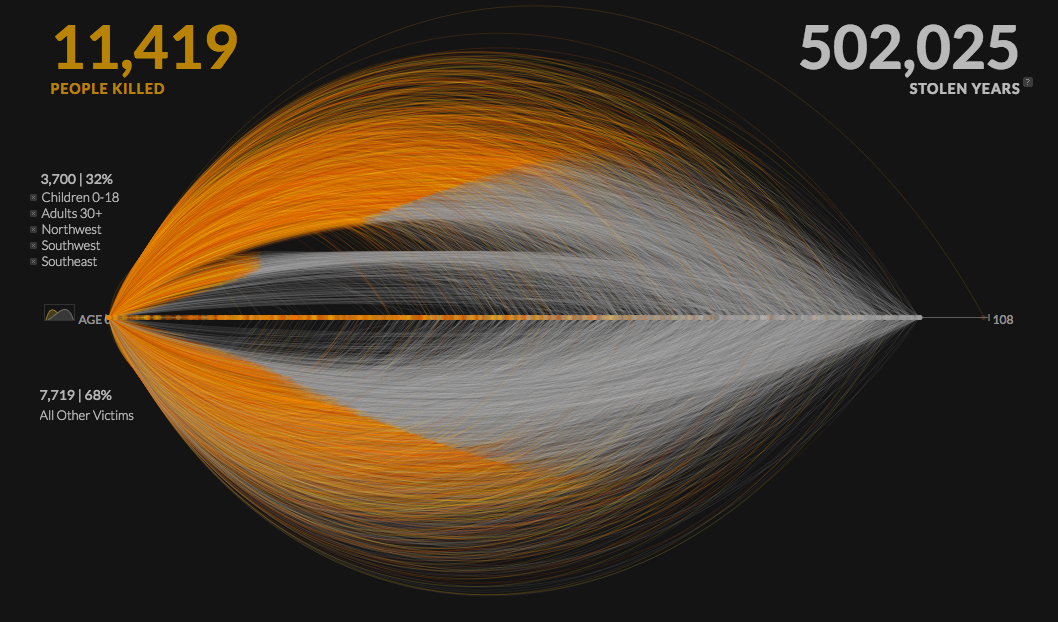 11,419
PEOPLE KILLED
502,025
STOLEN YEARS ?
3,700 | 32%
Children 0-18
Adults 30+
Northwest
Southwest
Southeast
AGE 0
108
7,719 | 68%
All Other Victims